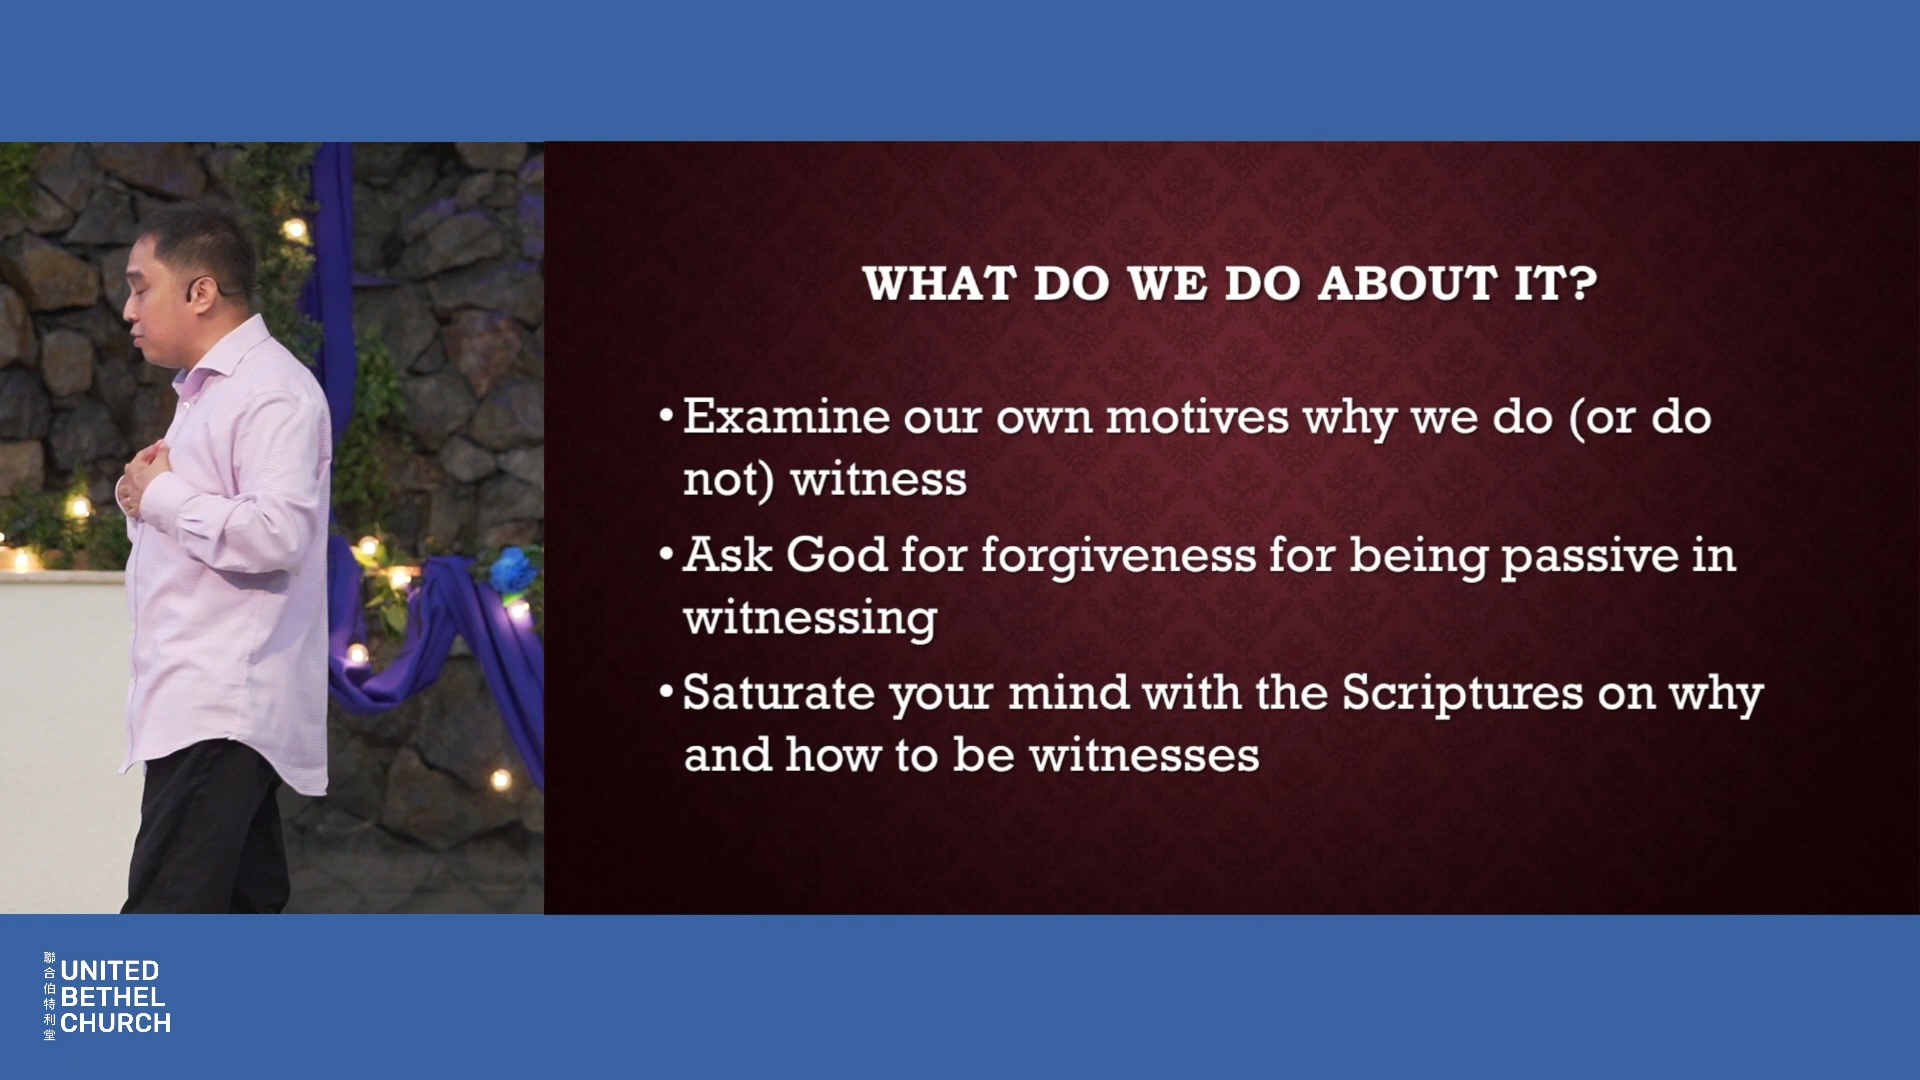 WHAT DO WE DO ABOUT IT?
• Examine our own motives why we do (or do
not) witness
• Ask God for forgiveness for being passive in
witnessing
• Saturate your mind with the Scriptures on why
and how to be witnesses
聯合伯特利堂
UNITED
BETHEL
CHURCH